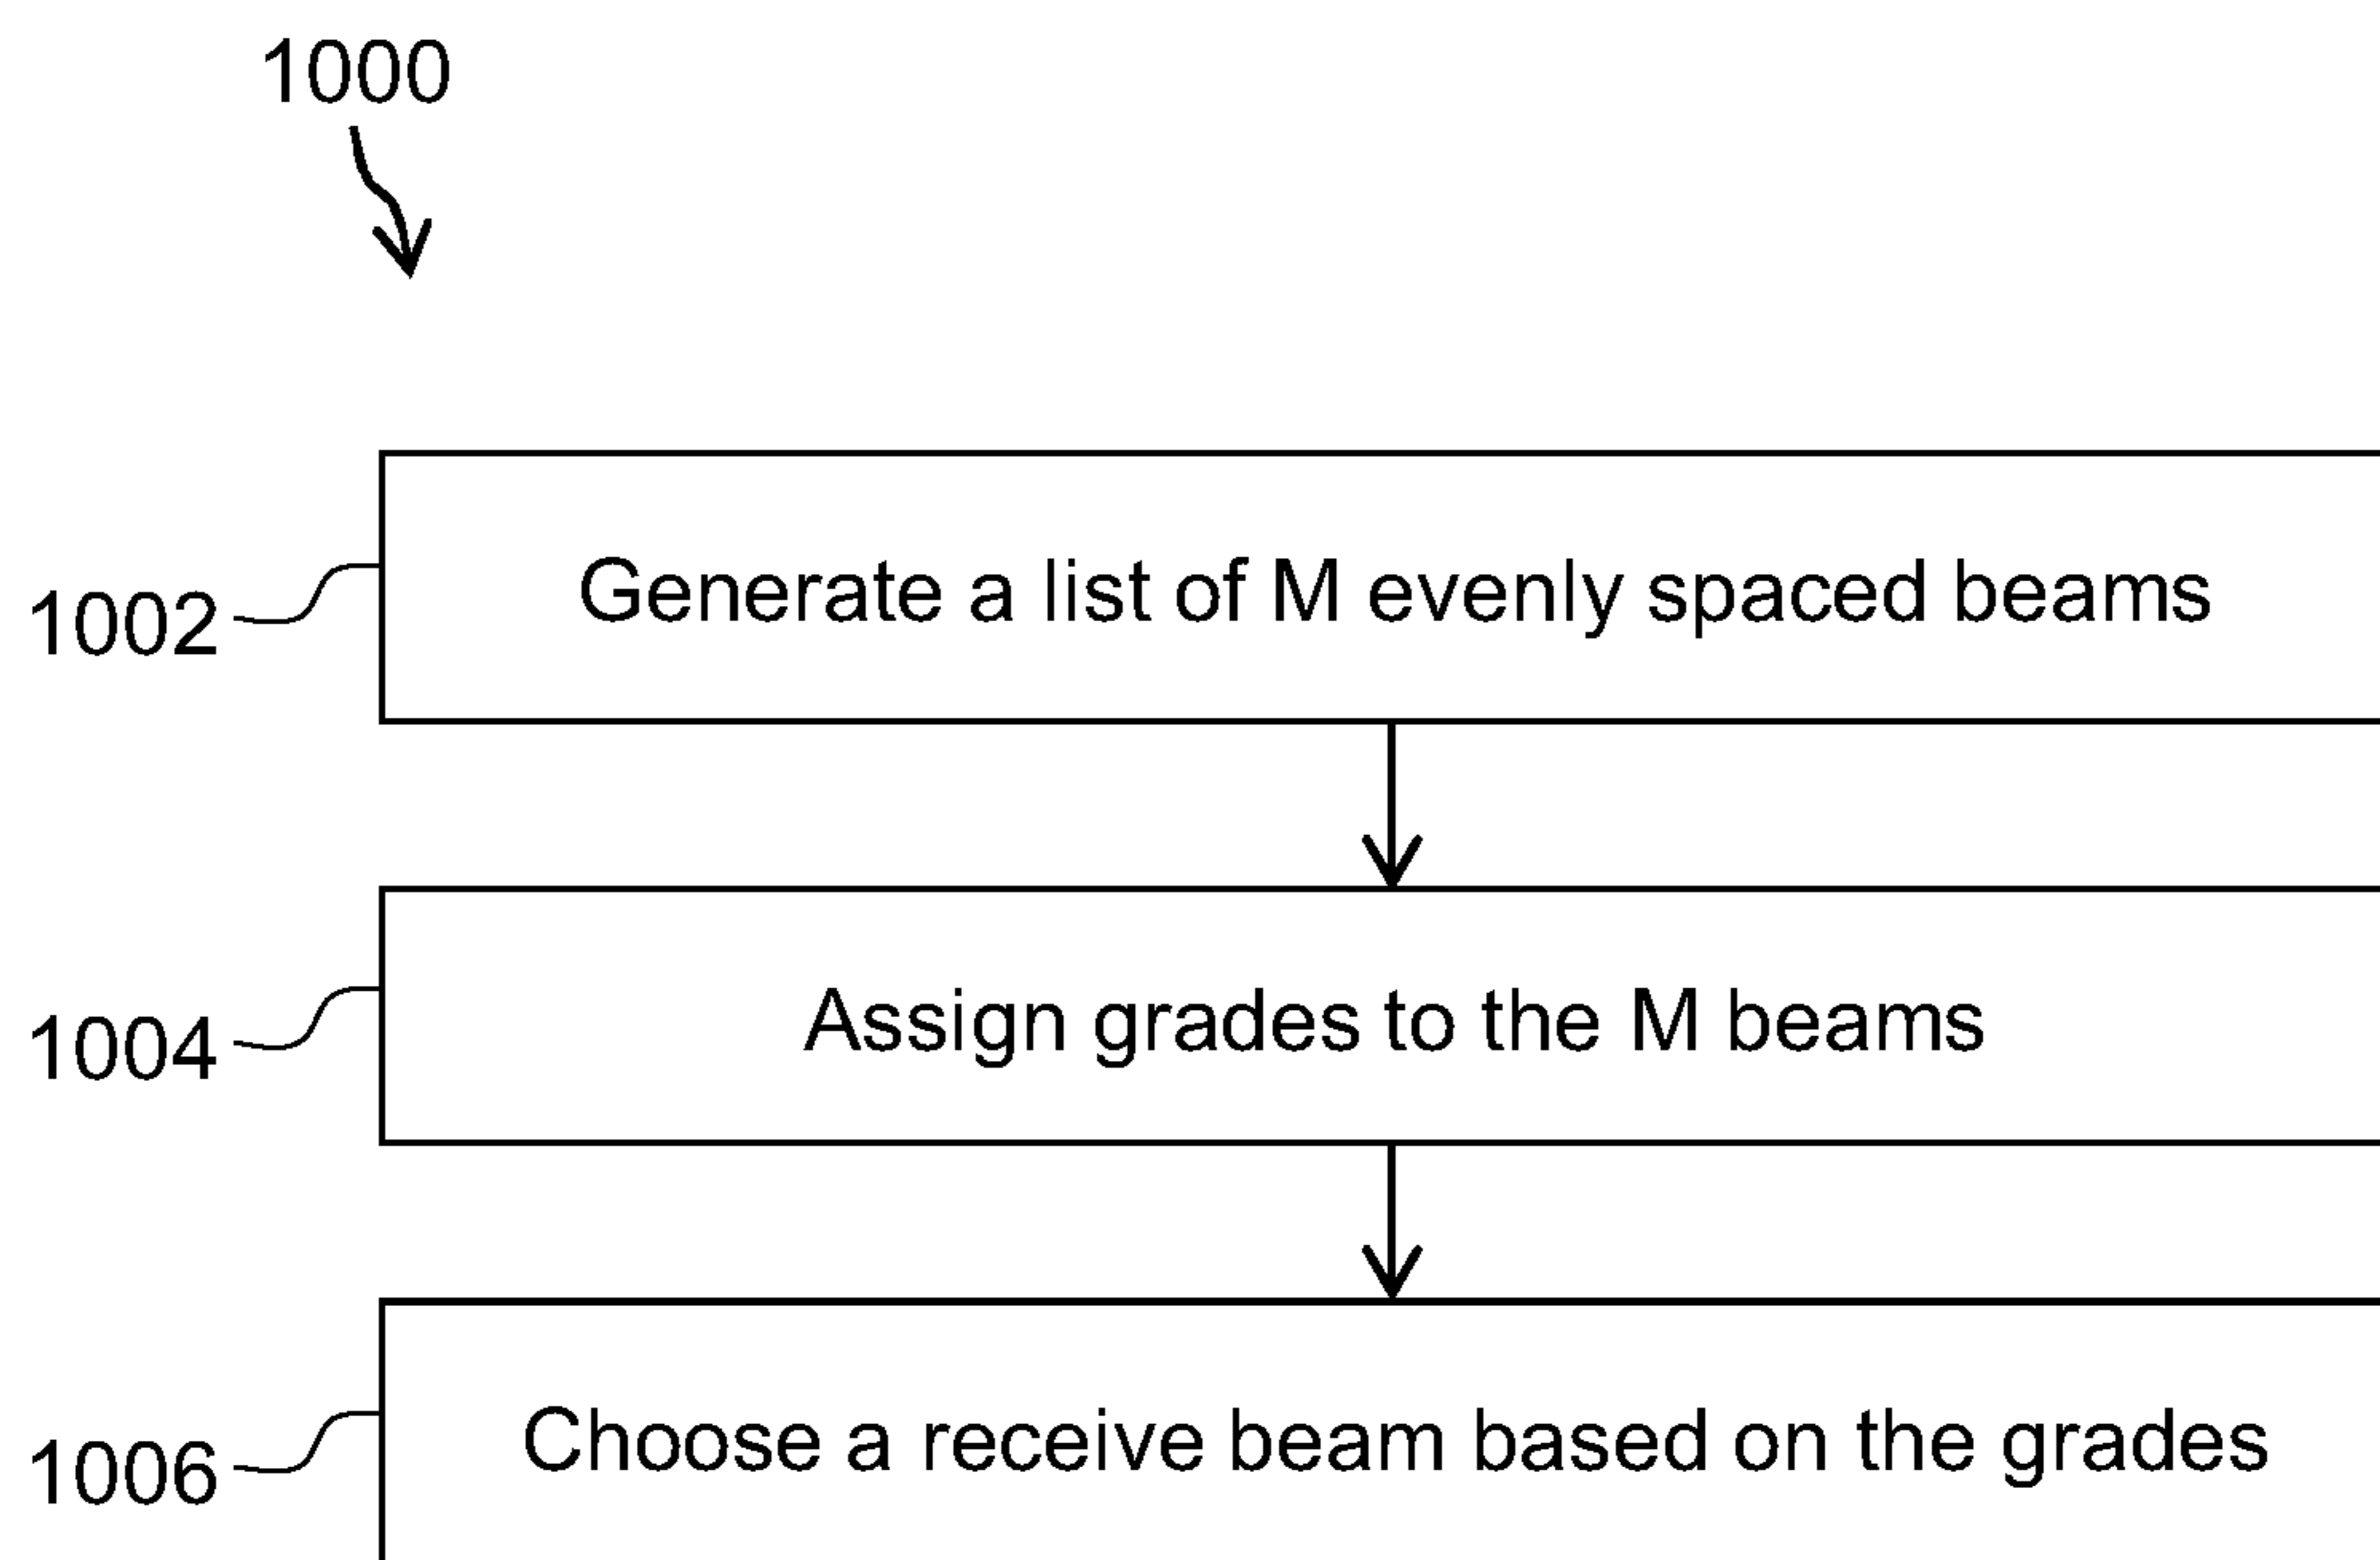 1000
1002
Generate a list of M evenly spaced beams
1004
Assign grades to the M beams
1006
Choose a receive beam based on the grades